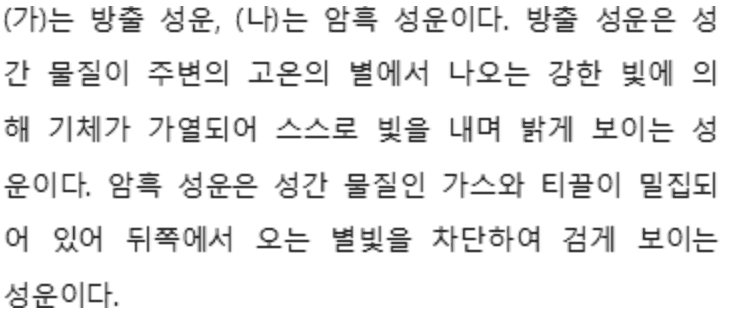 (가)는 방출 성운, (나)는 암흑 성운이다. 방출 성운은 성
간 물질이 주변의 고온의 별에서 나오는 강한 빛에 의
해 기체가 가열되어 스스로 빛을 내며 밝게 보이는 성
운이다. 암흑 성운은 성간 물질인 가스와 티끌이 밀집되
어 있어 뒤쪽에서 오는 별빛을 차단하여 검게 보이는
성운이다.